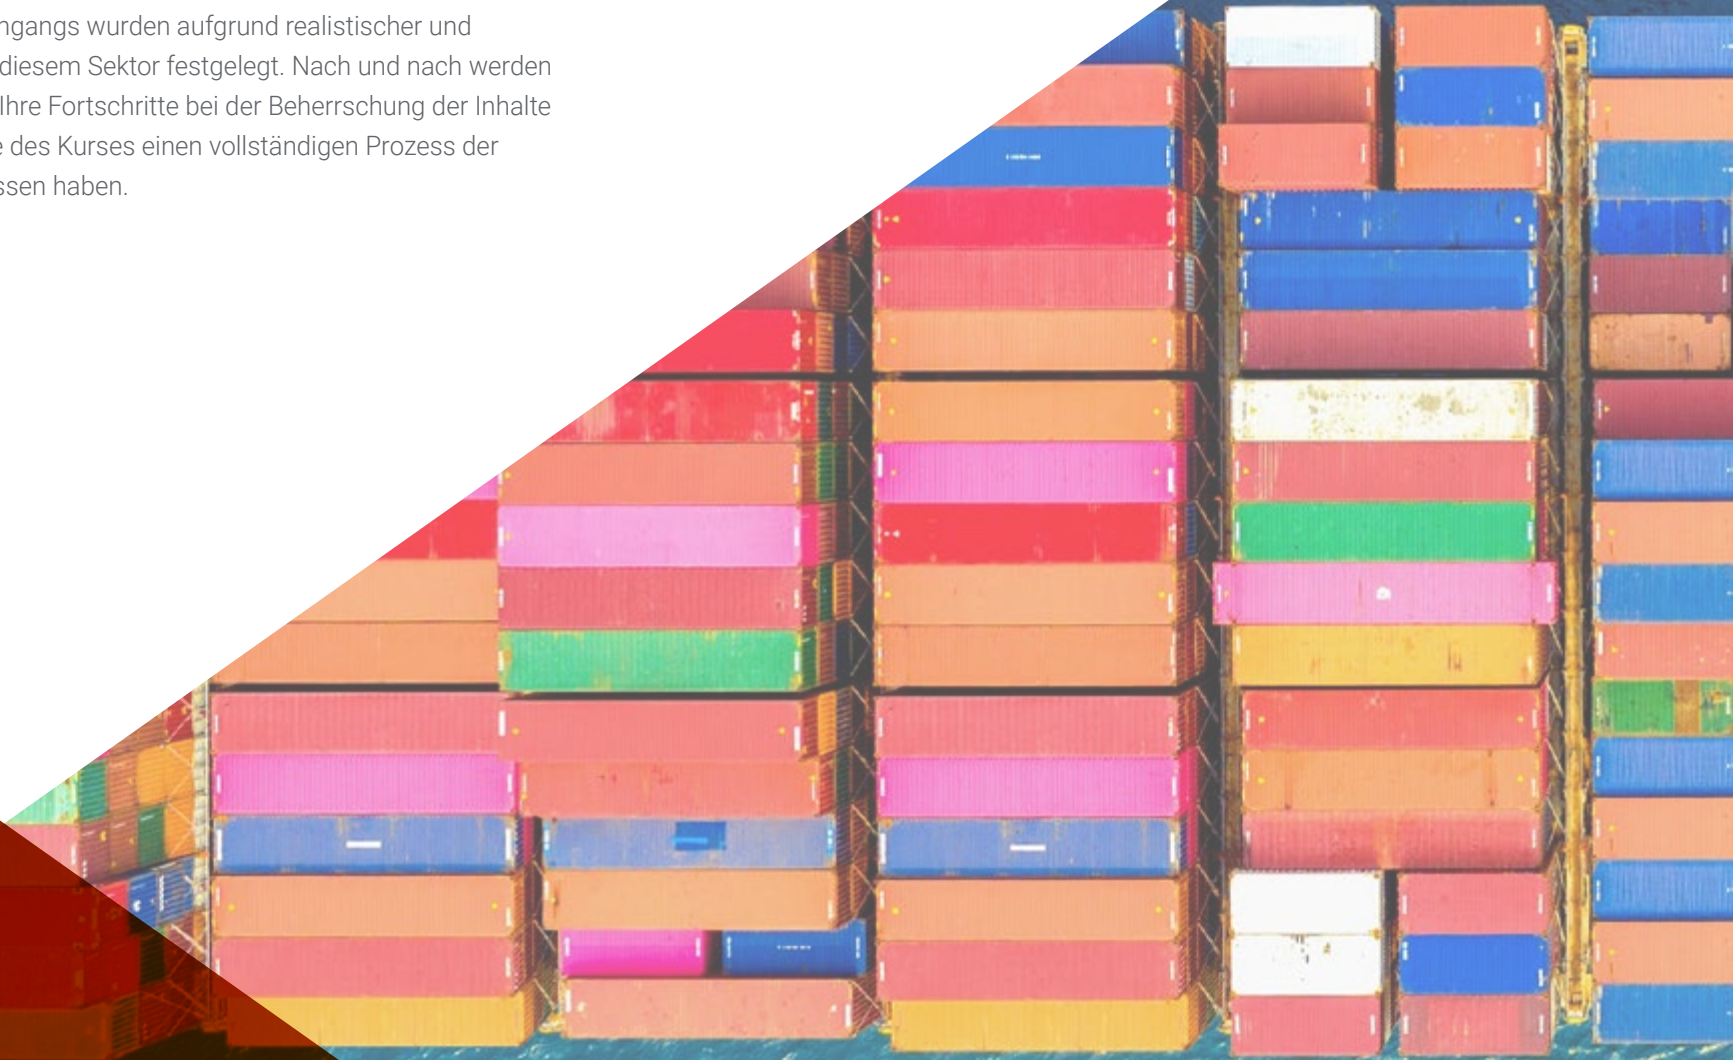 ngangs wurden aufgrund realistischer und
diesem Sektor festgelegt. Nach und nach werden
Ihre Fortschritte bei der Beherrschung der Inhalte
e des Kurses einen vollständigen Prozess der
ssen haben.